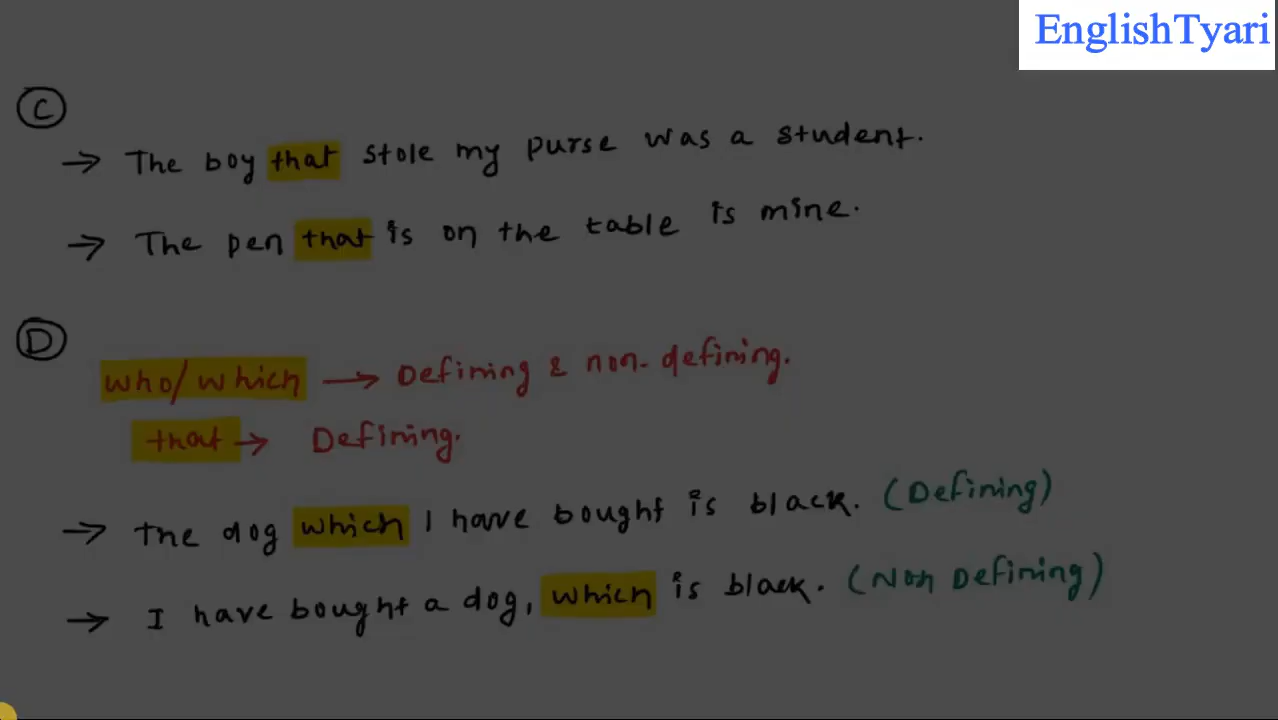 EnglishTyari
C
→ The boy that stole my purse was a student.
→ The pen that is on the table is mine.
D
who/which → Defining & non-defining.
that → Defining.
→ The dog which I have bought is black. (Defining)
→ I have bought a dog, which is black. (Non Defining)